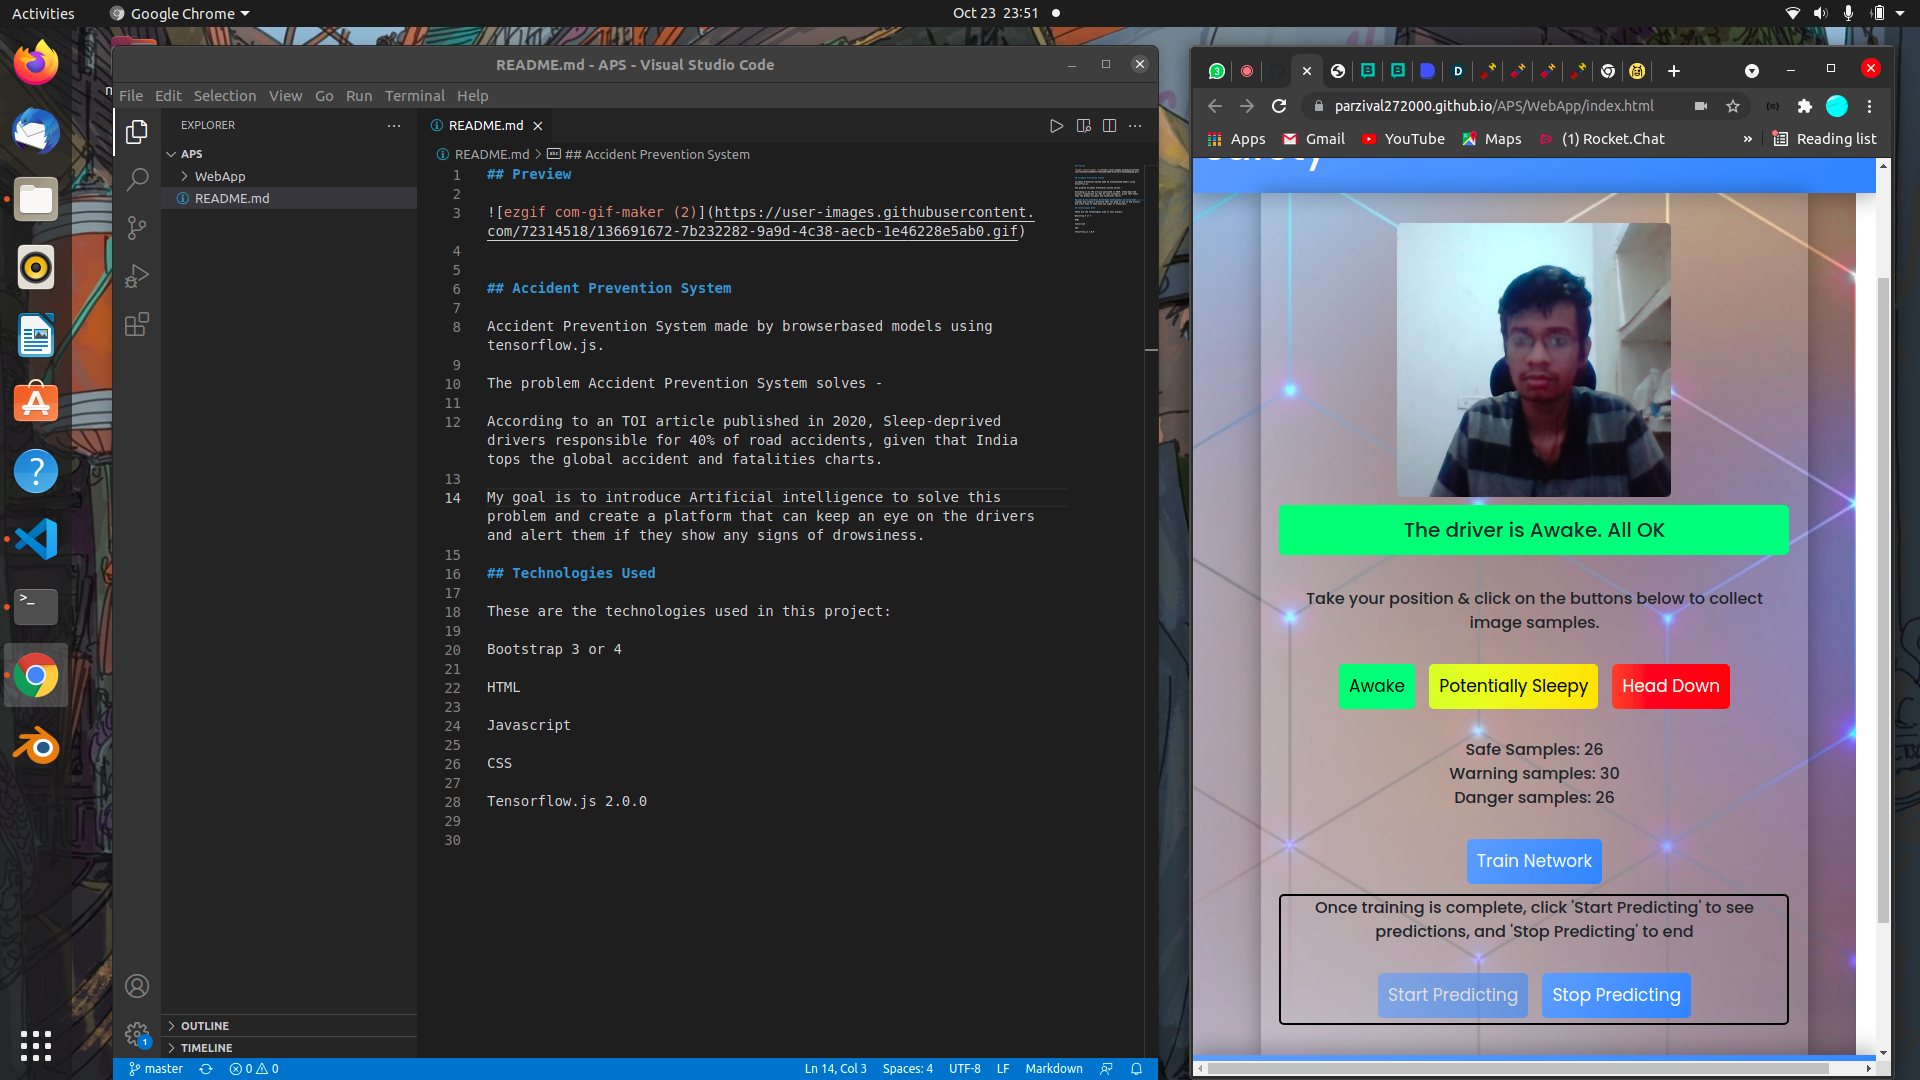 Activities
Google Chrome
Oct 23 23:51
README.md - APS - Visual Studio Code
File Edit Selection View Go Run Terminal Help
EXPLORER
APS
WebApp
README.md
README.md
README.md > ## Accident Prevention System
1 ## Preview
2
3 ![ezgif com-gif-maker (2)](https://user-images.githubusercontent.
com/72314518/136691672-7b232282-9a9d-4c38-aecb-1e46228e5ab0.gif)
4
5
6 ## Accident Prevention System
7
8 Accident Prevention System made by browserbased models using
tensorflow.js.
9
10 The problem Accident Prevention System solves -
11
12 According to an TOI article published in 2020, Sleep-deprived
drivers responsible for 40% of road accidents, given that India
tops the global accident and fatalities charts.
13
14 My goal is to introduce Artificial intelligence to solve this
problem and create a platform that can keep an eye on the drivers
and alert them if they show any signs of drowsiness.
15
16 ## Technologies Used
17
18 These are the technologies used in this project:
19
20 Bootstrap 3 or 4
21
22 HTML
23
24 Javascript
25
26 CSS
27
28 Tensorflow.js 2.0.0
29
30
OUTLINE
TIMELINE
1
master
0 0
Ln 14, Col 3
Spaces: 4
UTF-8
LF
Markdown
parzival272000.github.io/APS/WebApp/index.html
Apps
Gmail
YouTube
Maps
(1) Rocket.Chat
»
Reading list
The driver is Awake. All OK
Take your position & click on the buttons below to collect
image samples.
Awake
Potentially Sleepy
Head Down
Safe Samples: 26
Warning samples: 30
Danger samples: 26
Train Network
Once training is complete, click 'Start Predicting' to see
predictions, and 'Stop Predicting' to end
Start Predicting
Stop Predicting